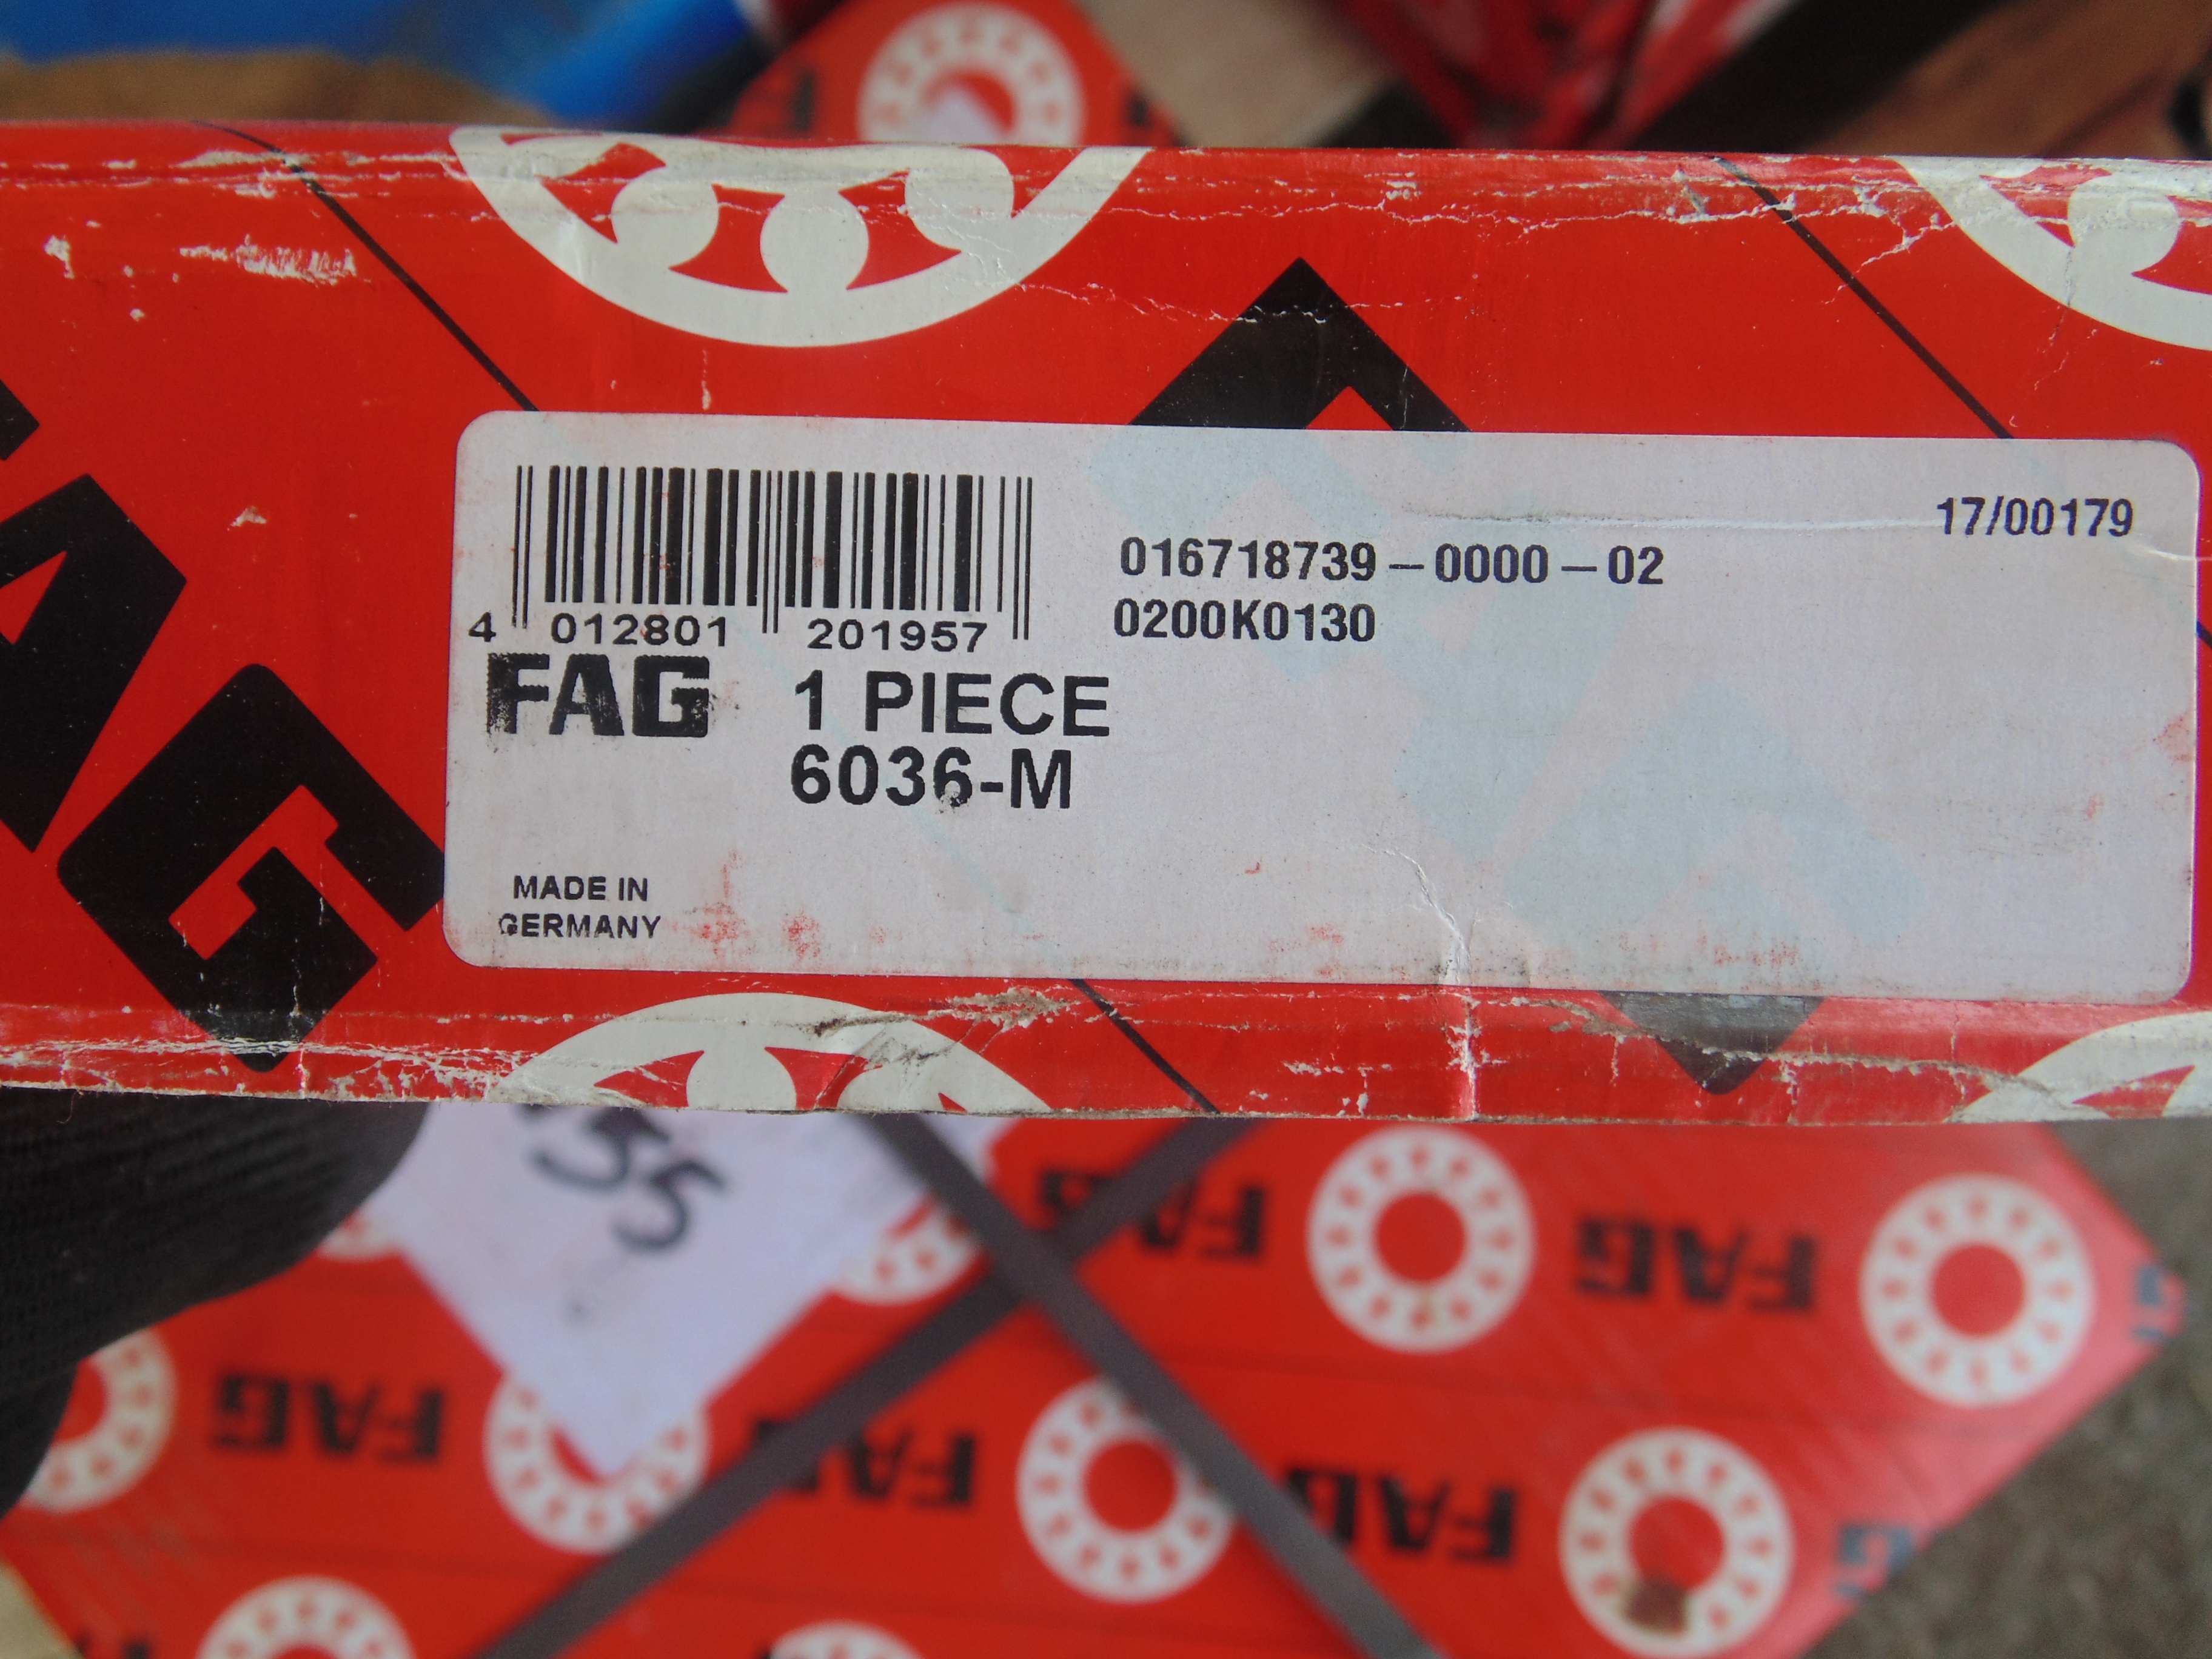 FAG
17/00179
016718739-0000-02
4 012801 201957
0200K0130
FAG 1 PIECE
6036-M
MADE IN
GERMANY
FAG FAG
FAG FAG FAG